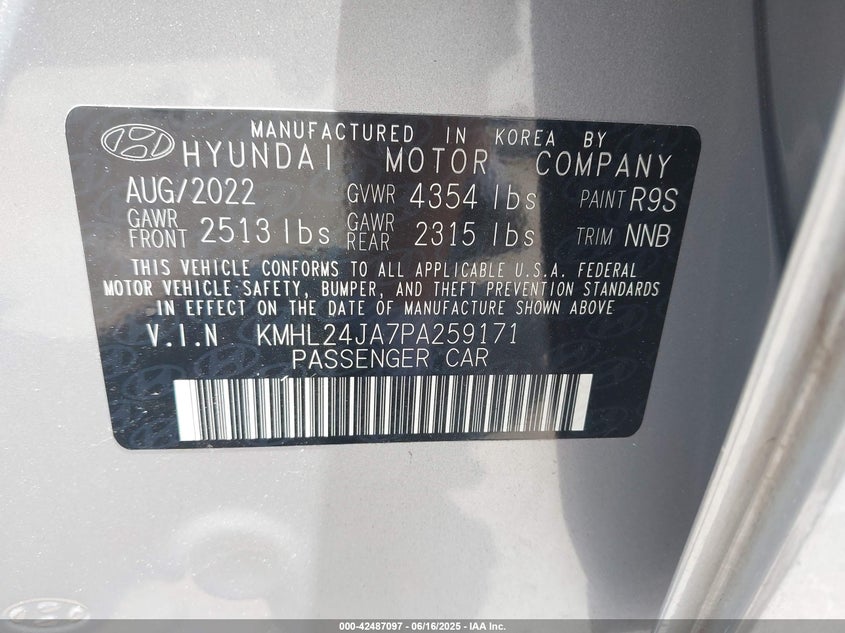 MANUFACTURED IN KOREA BY
HYUNDAI MOTOR COMPANY
AUG/2022 GVWR 4354 lbs PAINT R9S
GAWR FRONT 2513 lbs GAWR REAR 2315 lbs TRIM NNB
THIS VEHICLE CONFORMS TO ALL APPLICABLE U.S.A. FEDERAL
MOTOR VEHICLE SAFETY, BUMPER, AND THEFT PREVENTION STANDARDS
IN EFFECT ON THE DATE OF MANUFACTURE SHOWN ABOVE
V.I.N KMHL24JA7PA259171
PASSENGER CAR
000-42487097 - 06/16/2025 - IAA Inc.